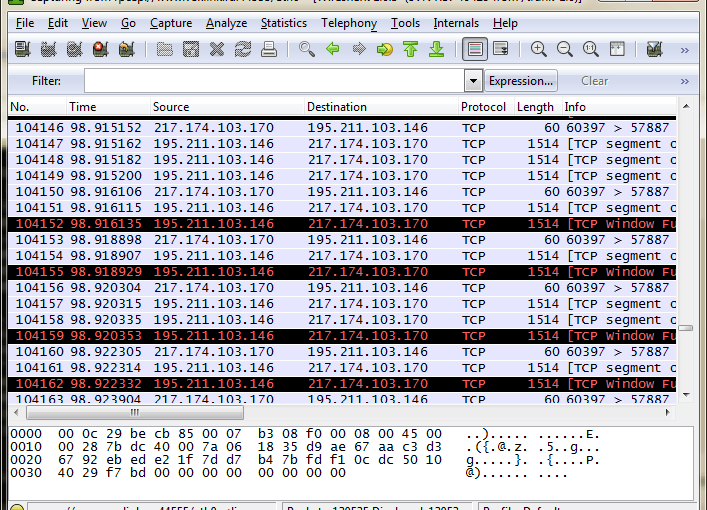 File Edit View Go Capture Analyze Statistics Telephony Tools Internals Help
Filter: Expression... Clear »
No. Time Source Destination Protocol Length Info
104146 98.915152 217.174.103.170 195.211.103.146 TCP 60 60397 > 57887
104147 98.915162 195.211.103.146 217.174.103.170 TCP 1514 [TCP segment o
104148 98.915182 195.211.103.146 217.174.103.170 TCP 1514 [TCP segment o
104149 98.915200 195.211.103.146 217.174.103.170 TCP 1514 [TCP segment o
104150 98.916106 217.174.103.170 195.211.103.146 TCP 60 60397 > 57887
104151 98.916115 195.211.103.146 217.174.103.170 TCP 1514 [TCP segment o
104152 98.916135 195.211.103.146 217.174.103.170 TCP 1514 [TCP Window Fu
104153 98.918898 217.174.103.170 195.211.103.146 TCP 60 60397 > 57887
104154 98.918907 195.211.103.146 217.174.103.170 TCP 1514 [TCP segment o
104155 98.918929 195.211.103.146 217.174.103.170 TCP 1514 [TCP Window Fu
104156 98.920304 217.174.103.170 195.211.103.146 TCP 60 60397 > 57887
104157 98.920315 195.211.103.146 217.174.103.170 TCP 1514 [TCP segment o
104158 98.920335 195.211.103.146 217.174.103.170 TCP 1514 [TCP segment o
104159 98.920353 195.211.103.146 217.174.103.170 TCP 1514 [TCP Window Fu
104160 98.922305 217.174.103.170 195.211.103.146 TCP 60 60397 > 57887
104161 98.922314 195.211.103.146 217.174.103.170 TCP 1514 [TCP segment o
104162 98.922332 195.211.103.146 217.174.103.170 TCP 1514 [TCP Window Fu
104163 98.923904 217.174.103.170 195.211.103.146 TCP 60 60397 > 57887
0000 00 0c 29 be cb 85 00 07 b3 08 f0 00 08 00 45 00 ..)..... ......E.
0010 00 28 7b dc 40 00 7a 06 18 35 d9 ae 67 aa c3 d3 .({.@.z. .5..g...
0020 67 92 eb ed e2 1f 7d d7 b4 7b fd f1 0c dc 50 10 g.....}. .{....P.
0030 40 29 f7 bd 00 00 00 00 00 00 00 00 @)...... ....